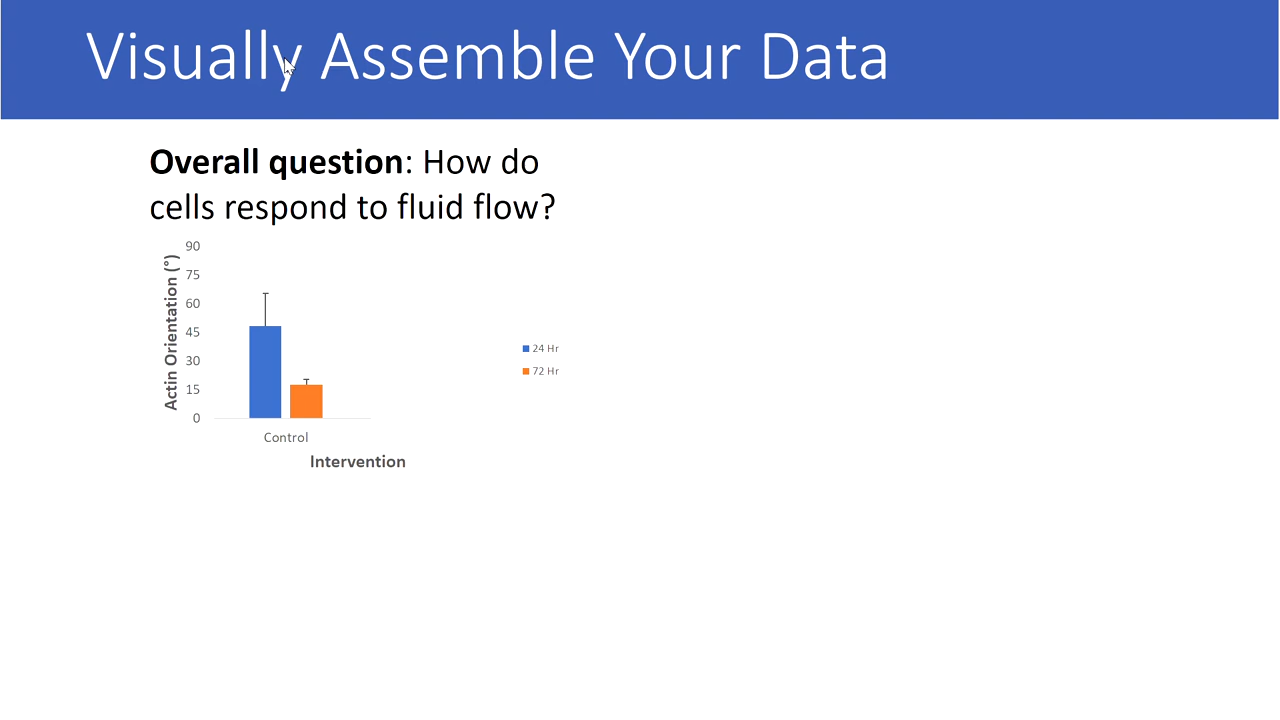 Visually Assemble Your Data
Overall question: How do
cells respond to fluid flow?
Actin Orientation (°)
90
75
60
45
30
15
0
24 Hr
72 Hr
Control
Intervention